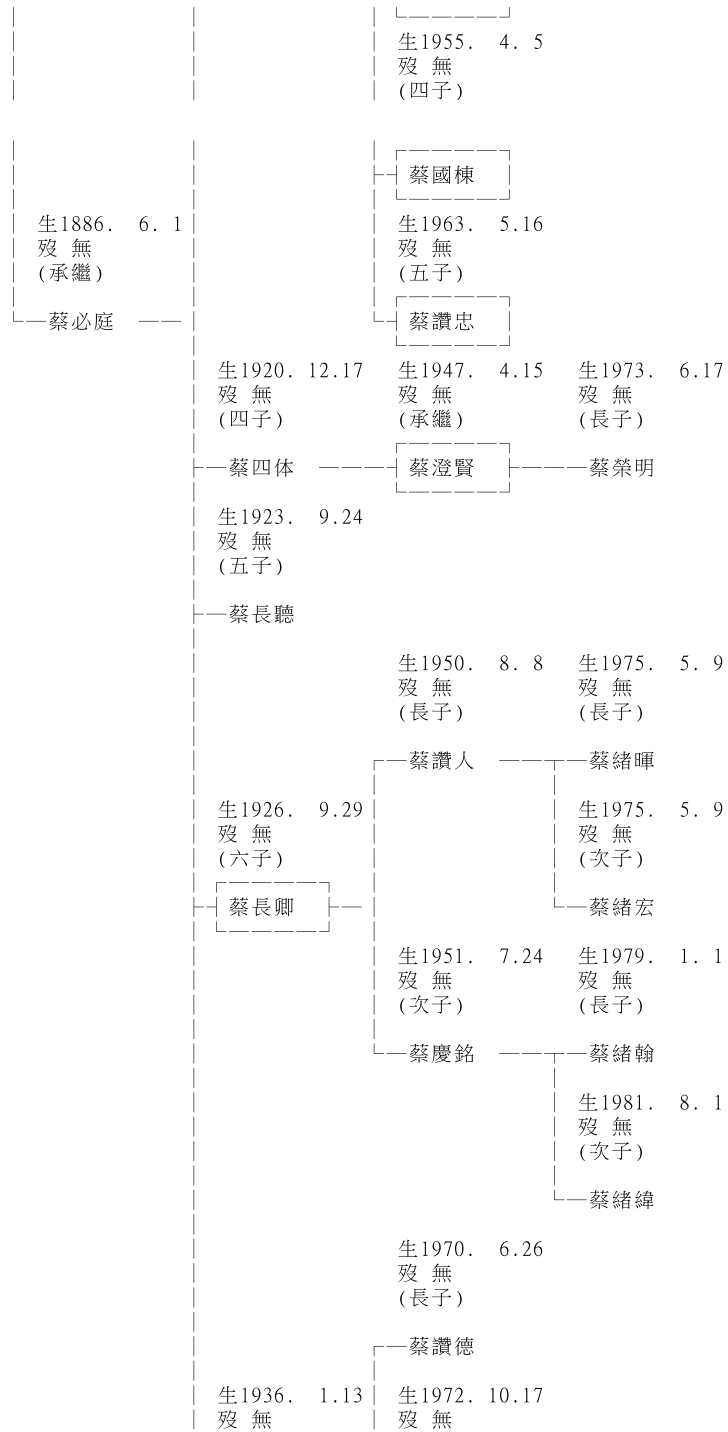 生1955. 4. 5
歿 無
(四子)
蔡國棟
生1886. 6. 1 生1963. 5.16
歿 無 歿 無
(承繼) (五子)
蔡必庭 蔡讚忠
生1920. 12.17 生1947. 4.15 生1973. 6.17
歿 無 歿 無 歿 無
(四子) (承繼) (長子)
蔡四体 蔡澄賢 蔡榮明
生1923. 9.24
歿 無
(五子)
蔡長聽
生1950. 8. 8 生1975. 5. 9
歿 無 歿 無
(長子) (長子)
蔡讚人 蔡緒暉
生1926. 9.29 生1975. 5. 9
歿 無 歿 無
(六子) (次子)
蔡長卿 蔡緒宏
生1951. 7.24 生1979. 1. 1
歿 無 歿 無
(次子) (長子)
蔡慶銘 蔡緒翰
生1981. 8. 1
歿 無
(次子)
蔡緒緯
生1970. 6.26
歿 無
(長子)
蔡讚德
生1936. 1.13 生1972. 10.17
歿 無 歿 無